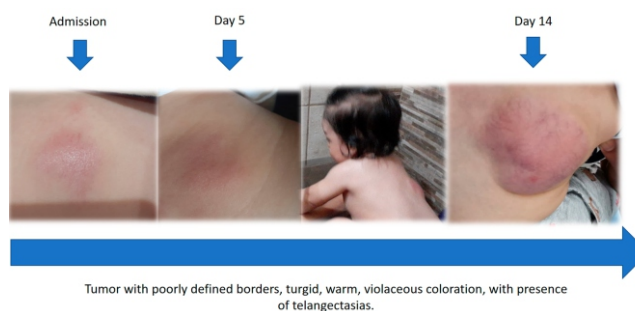 Admission
Day 5
Day 14
Tumor with poorly defined borders, turgid, warm, violaceous coloration, with presence
of telangectasias.